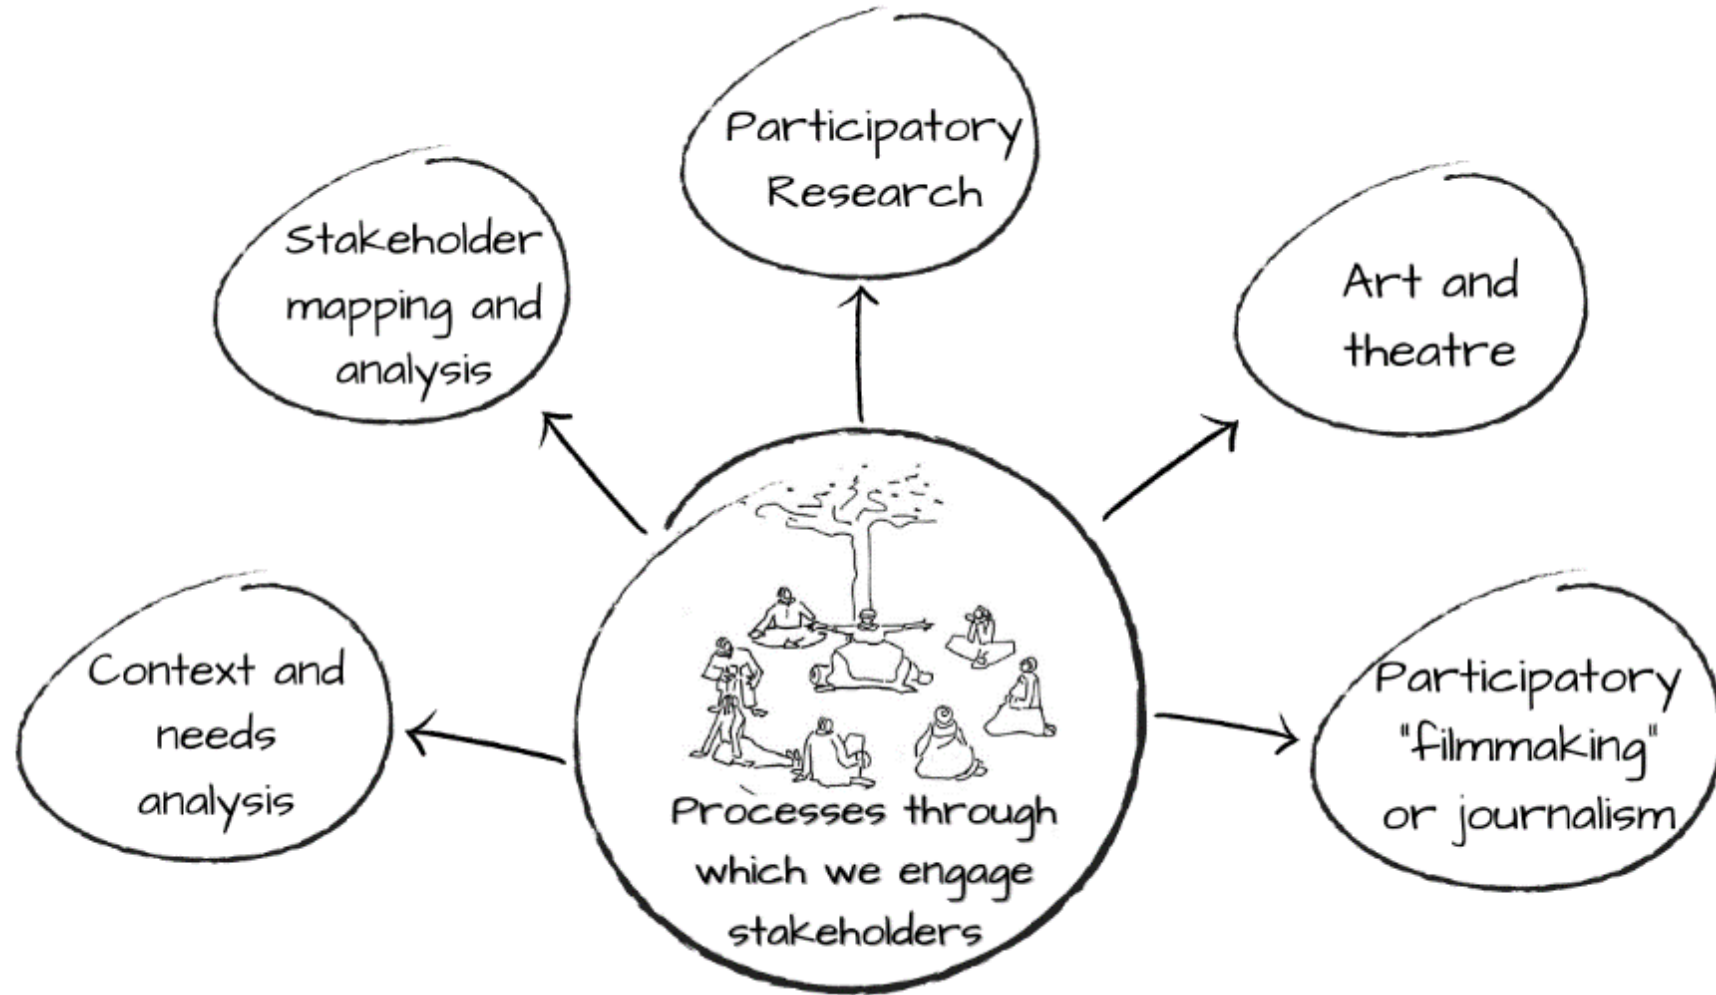 Participatory
Research
Stakeholder
mapping and
analysis
Art and
theatre
Context and
needs
analysis
Participatory
"filmmaking"
or journalism
Processes through
which we engage
stakeholders